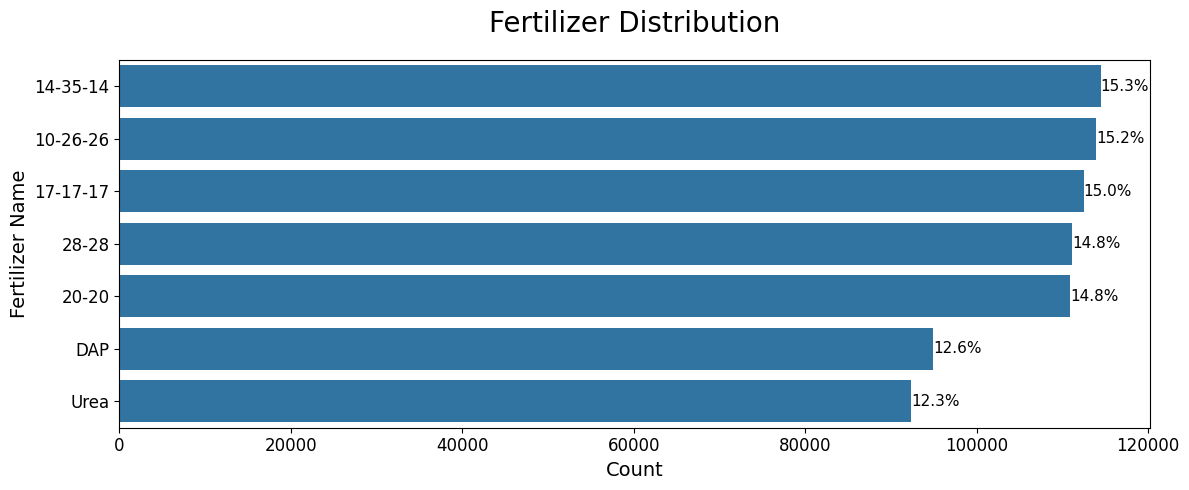 Fertilizer Distribution
Fertilizer Name
14-35-14
15.3%
10-26-26
15.2%
17-17-17
15.0%
28-28
14.8%
20-20
14.8%
DAP
12.6%
Urea
12.3%
0 20000 40000 60000 80000 100000 120000
Count